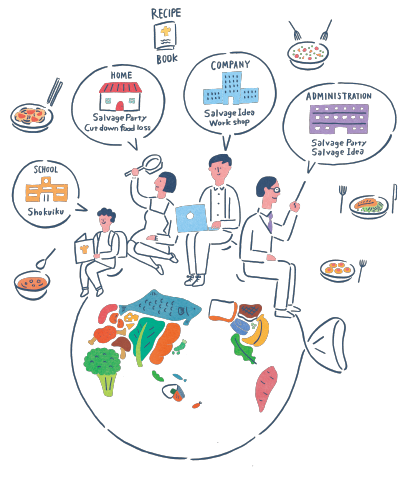 RECIPE
BOOK
HOME
Salvage Party
Cut down food loss
COMPANY
Salvage Idea
Work shop
ADMINISTRATION
Salvage Party
Salvage Idea
SCHOOL
Shokuiku